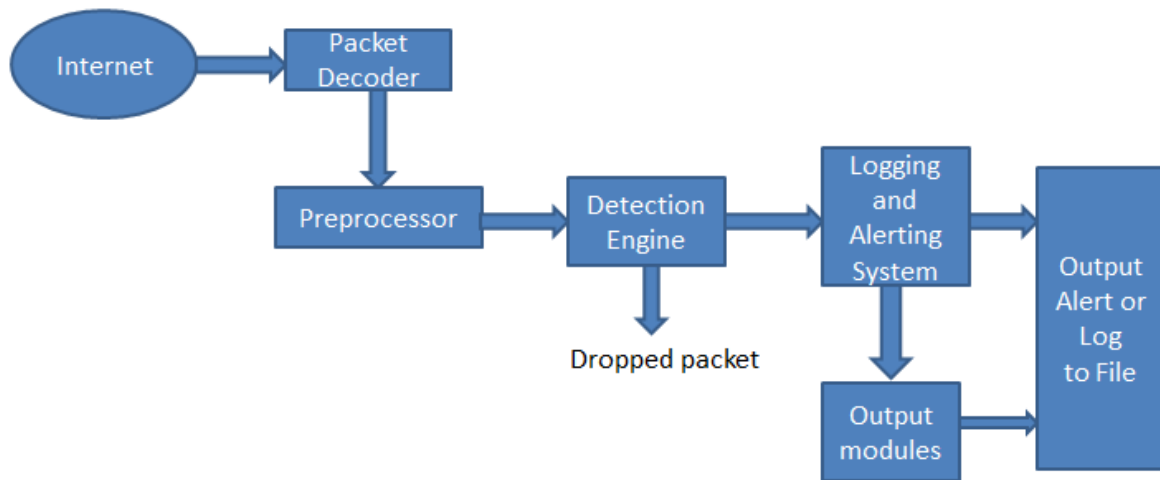 Internet
Packet
Decoder
Preprocessor
Detection
Engine
Dropped packet
Logging
and
Alerting
System
Output
modules
Output
Alert or
Log
to File